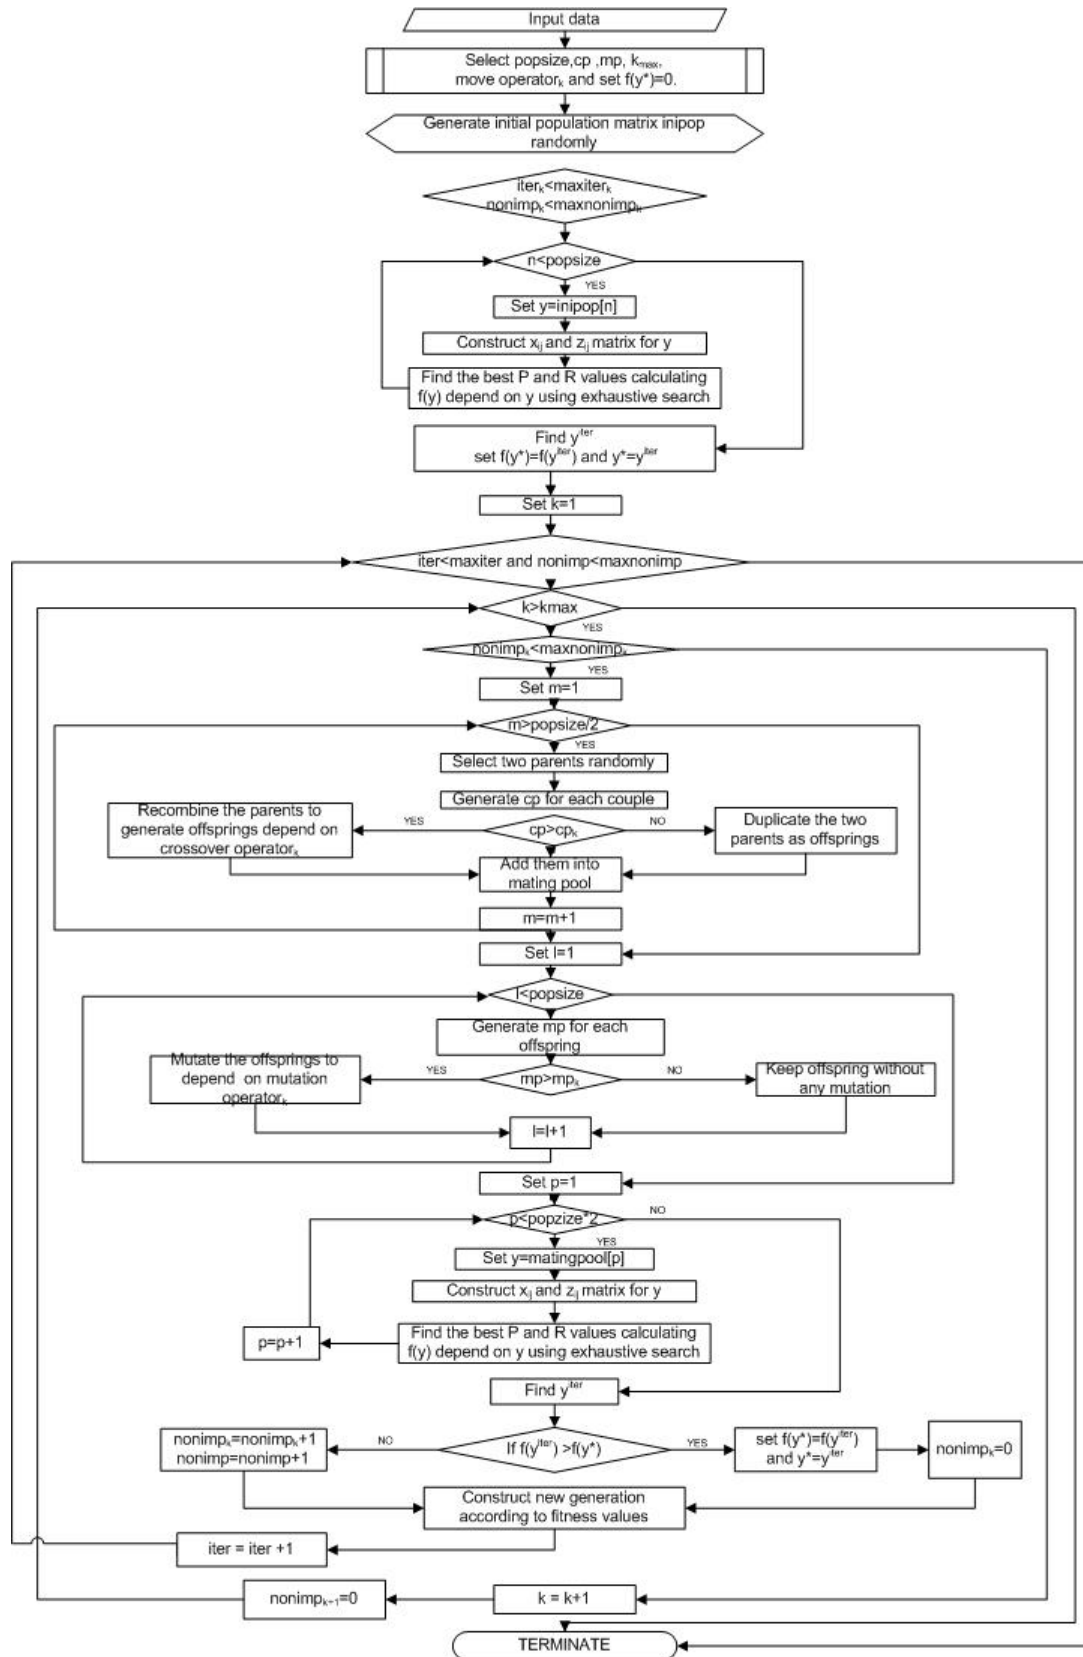 Input data
Select popsize,cp ,mp, kmax,
move operatork and set f(y*)=0.
Generate initial population matrix inipop
randomly
iterk<maxiterk
nonimpk<maxnonimpk
n<popsize
YES
Set y=inipop[n]
Construct xij and zij matrix for y
Find the best P and R values calculating
f(y) depend on y using exhaustive search
Find y^iter
set f(y*)=f(y^iter) and y*=y^iter
Set k=1
iter<maxiter and nonimp<maxnonimp
k>kmax
YES
nonimpk<maxnonimpk
YES
Set m=1
m>popsize/2
YES
Select two parents randomly
Generate cp for each couple
Recombine the parents to
generate offsprings depend on
crossover operatork
YES
cp>cpk
NO
Duplicate the two
parents as offsprings
Add them into
mating pool
m=m+1
Set l=1
l<popsize
Generate mp for each
offspring
Mutate the offsprings to
depend  on mutation
operatork
YES
mp>mpk
NO
Keep offspring without
any mutation
l=l+1
Set p=1
p<popzize*2
NO
YES
Set y=matingpool[p]
Construct xij and zij matrix for y
p=p+1
Find the best P and R values calculating
f(y) depend on y using exhaustive search
Find y^iter
nonimpk=nonimpk+1
nonimp=nonimp+1
NO
If f(y^iter) >f(y*)
YES
set f(y*)=f(y^iter)
and y*=y^iter
nonimpk=0
Construct new generation
according to fitness values
iter = iter +1
nonimpk+1=0
k = k+1
TERMINATE